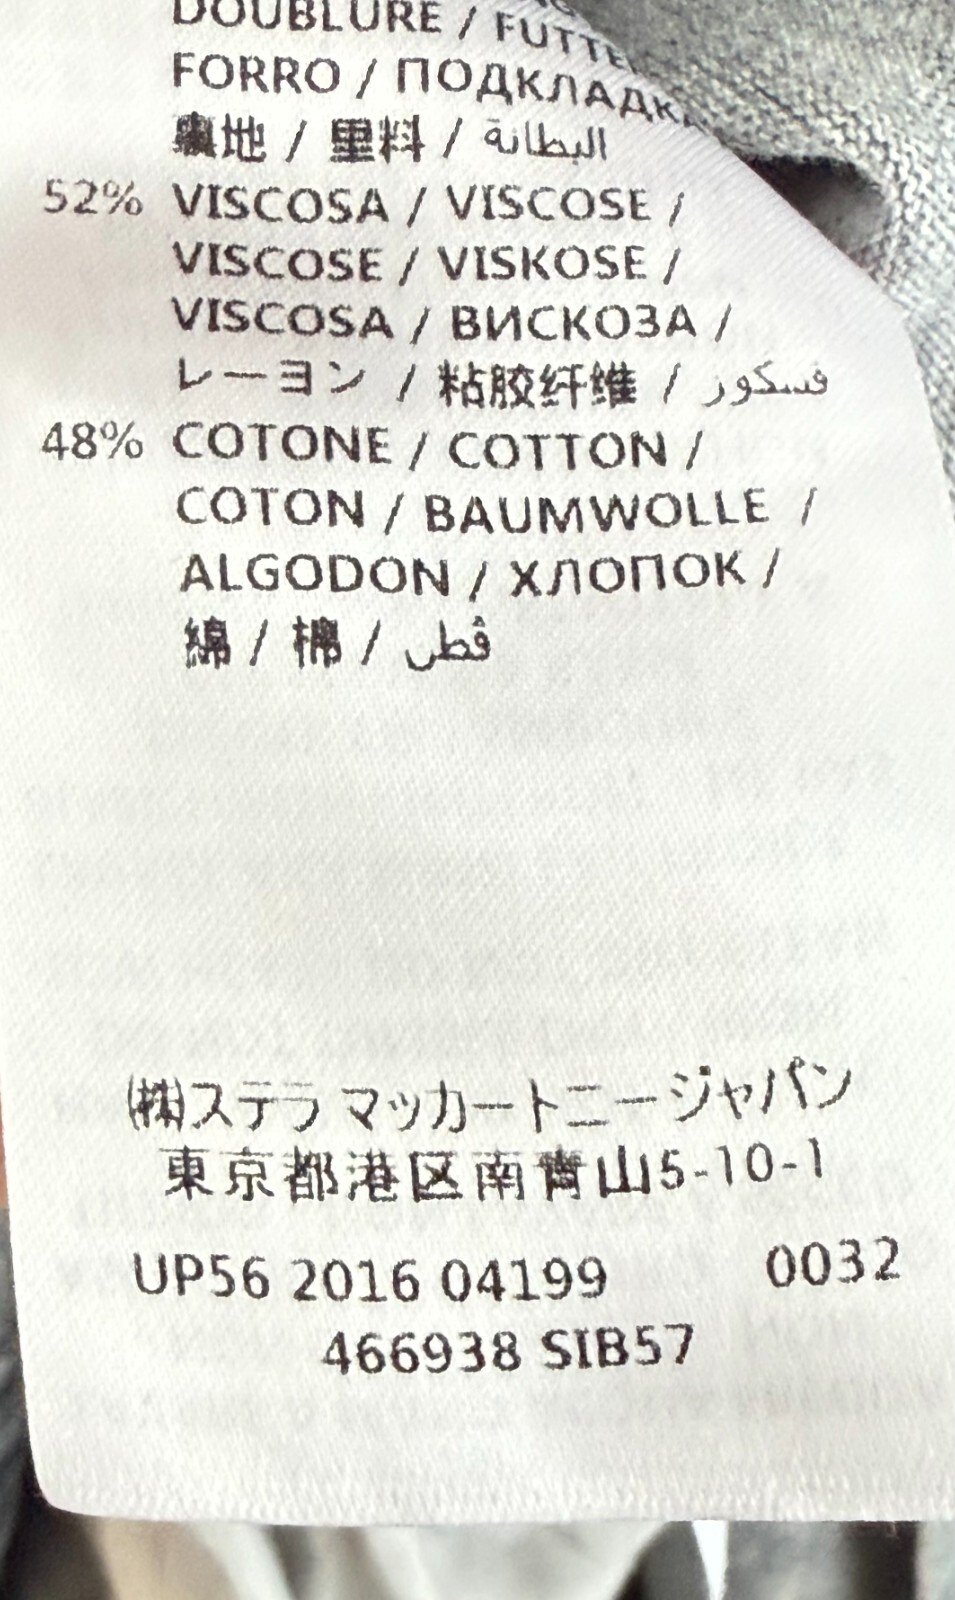 DOUBLURE / FUTTE
FORRO / ПОДКЛАДК
裏地 / 里料 / البطانة
52% VISCOSA / VISCOSE /
VISCOSE / VISKOSE /
VISCOSA / ВИСКОЗА /
レーヨン / 粘胶纤维 / فسكوز
48% COTONE / COTTON /
COTON / BAUMWOLLE /
ALGODON / ХЛОПОК /
綿 / 棉 / قطن
㈱ステラ マッカートニージャパン
東京都港区南青山5-10-1
UP56 2016 04199 0032
466938 SIB57